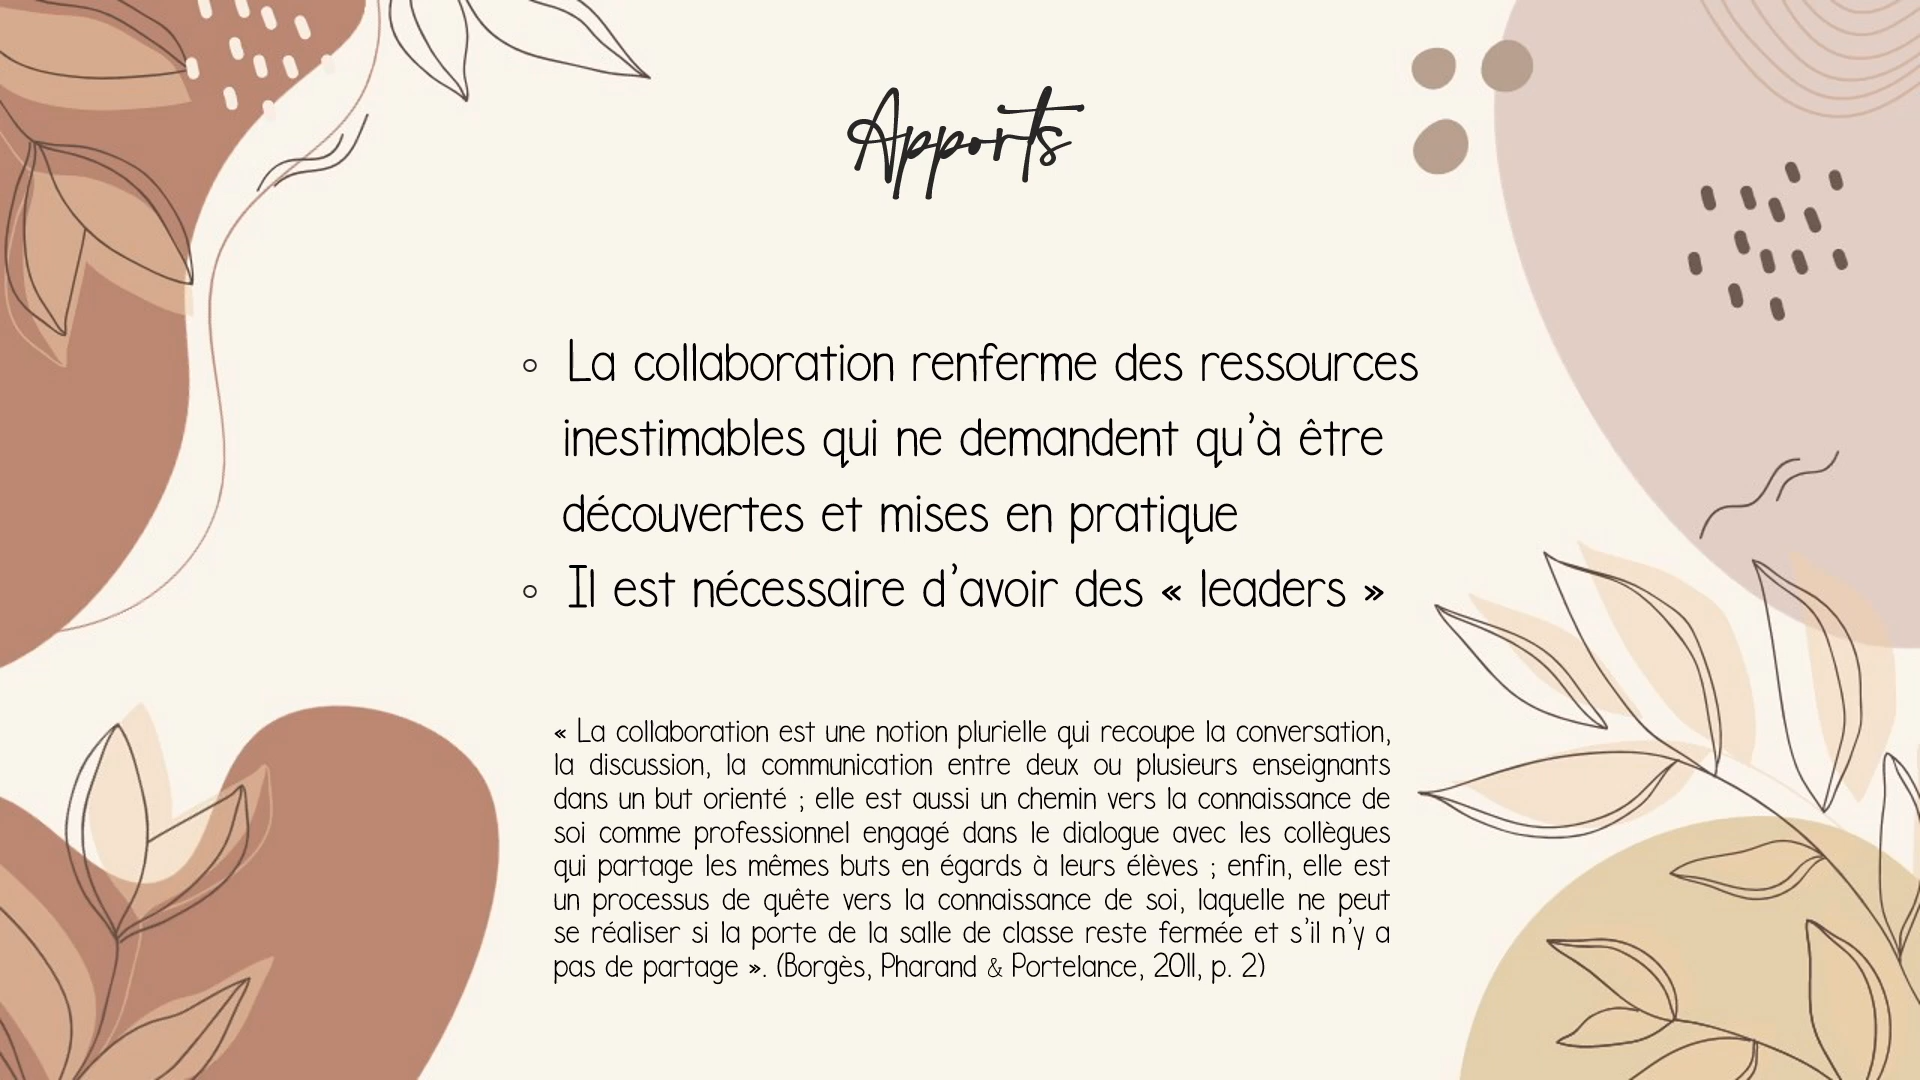 Apports
◦ La collaboration renferme des ressources
inestimables qui ne demandent qu'à être
découvertes et mises en pratique
◦ Il est nécessaire d'avoir des « leaders »
« La collaboration est une notion plurielle qui recoupe la conversation,
la discussion, la communication entre deux ou plusieurs enseignants
dans un but orienté ; elle est aussi un chemin vers la connaissance de
soi comme professionnel engagé dans le dialogue avec les collègues
qui partage les mêmes buts en égards à leurs élèves ; enfin, elle est
un processus de quête vers la connaissance de soi, laquelle ne peut
se réaliser si la porte de la salle de classe reste fermée et s'il n'y a
pas de partage ». (Borgès, Pharand & Portelance, 2011, p. 2)